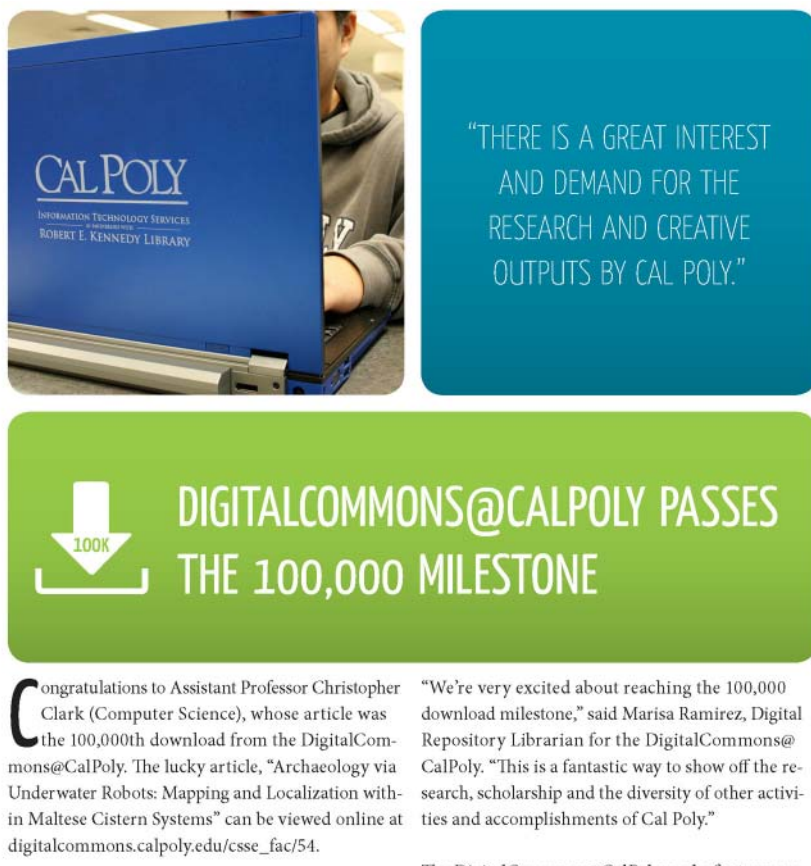 CAL POLY
INFORMATION TECHNOLOGY SERVICES
IN PARTNERSHIP WITH
ROBERT E. KENNEDY LIBRARY
“THERE IS A GREAT INTEREST
AND DEMAND FOR THE
RESEARCH AND CREATIVE
OUTPUTS BY CAL POLY.”
100K
DIGITALCOMMONS@CALPOLY PASSES
THE 100,000 MILESTONE
Congratulations to Assistant Professor Christopher
Clark (Computer Science), whose article was
the 100,000th download from the DigitalCom-
mons@CalPoly. The lucky article, “Archaeology via
Underwater Robots: Mapping and Localization with-
in Maltese Cistern Systems” can be viewed online at
digitalcommons.calpoly.edu/csse_fac/54.
“We’re very excited about reaching the 100,000
download milestone,” said Marisa Ramirez, Digital
Repository Librarian for the DigitalCommons@
CalPoly. “This is a fantastic way to show off the re-
search, scholarship and the diversity of other activi-
ties and accomplishments of Cal Poly.”